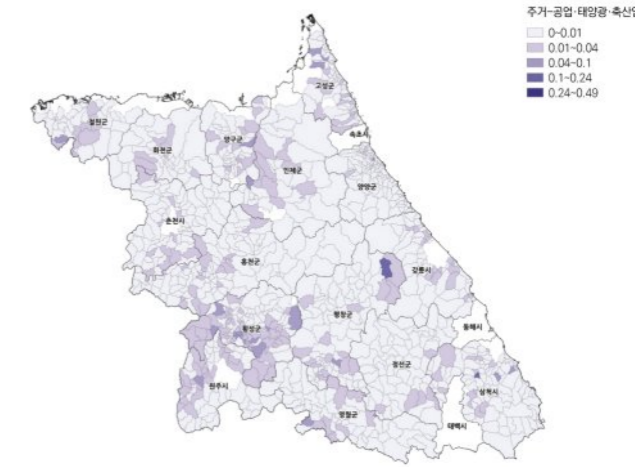 주거-공업·태양광·축산업
0~0.01
0.01~0.04
0.04~0.1
0.1~0.24
0.24~0.49
고성군
속초시
철원군
화천군
양구군
인제군
양양군
춘천시
홍천군
강릉시
횡성군
평창군
동해시
정선군
원주시
삼척시
영월군
태백시